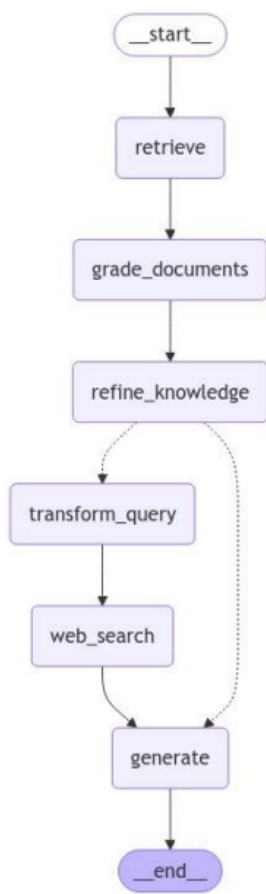 __start__
retrieve
grade_documents
refine_knowledge
transform_query
web_search
generate
__end__